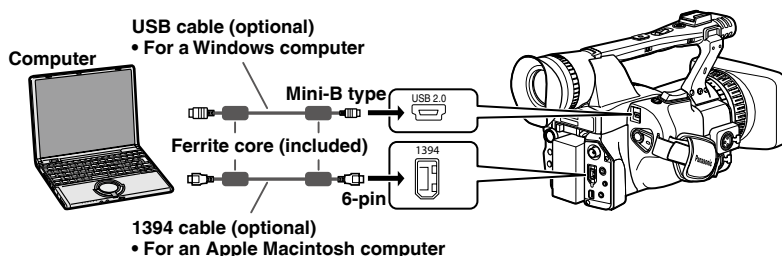 USB cable (optional)
• For a Windows computer
Computer
Mini-B type
USB 2.0
Ferrite core (included)
1394
6-pin
1394 cable (optional)
• For an Apple Macintosh computer
Panasonic